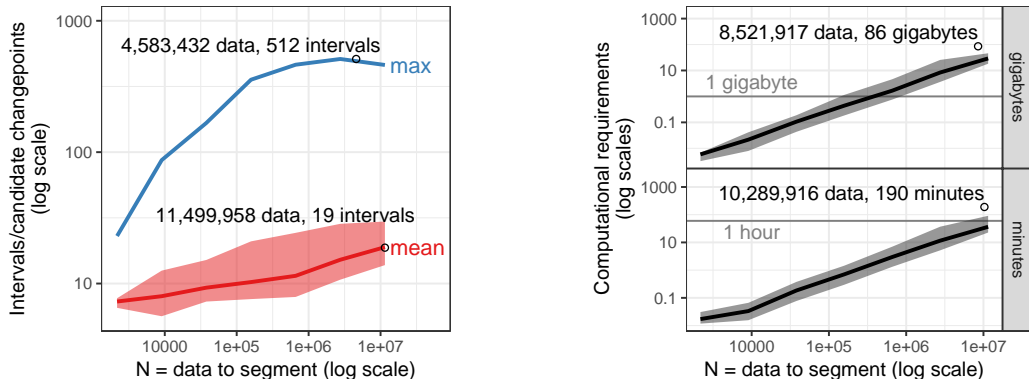 Intervals/candidate changepoints
(log scale)
1000
100
10
4,583,432 data, 512 intervals
max
11,499,958 data, 19 intervals
mean
10000
1e+05
1e+06
1e+07
N = data to segment (log scale)
Computational requirements
(log scales)
1000
10
0.1
8,521,917 data, 86 gigabytes
1 gigabyte
gigabytes
1000
10
0.1
10,289,916 data, 190 minutes
1 hour
minutes
10000
1e+05
1e+06
1e+07
N = data to segment (log scale)